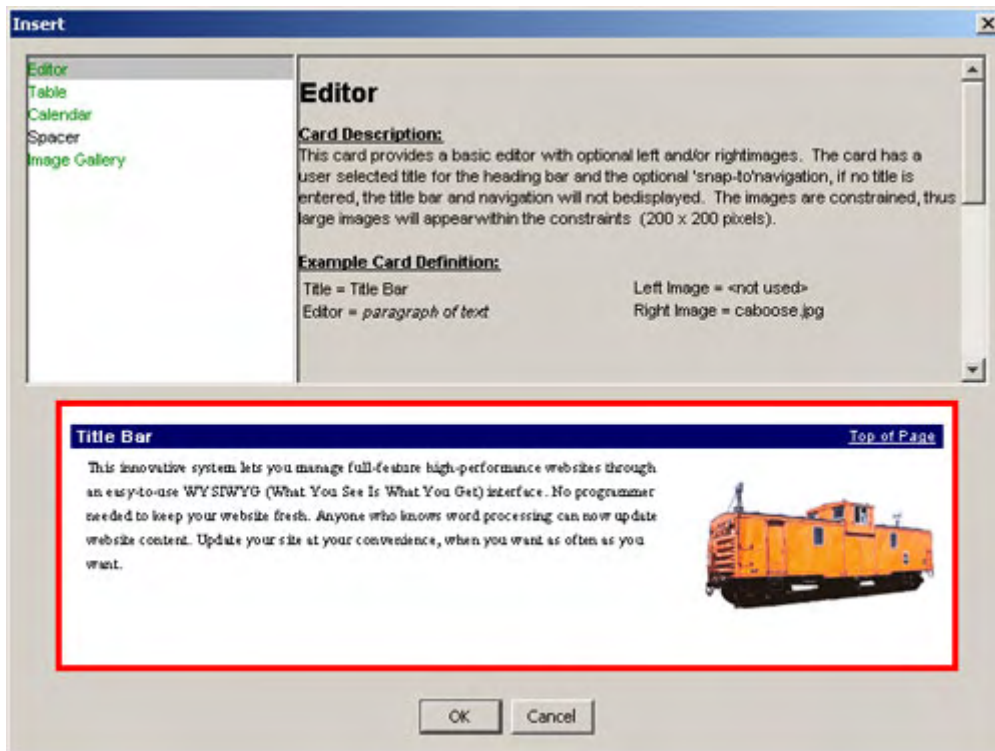 Insert
Editor
Table
Calendar
Spacer
Image Gallery
Editor
Card Description:
This card provides a basic editor with optional left and/or rightimages. The card has a
user selected title for the heading bar and the optional 'snap-to'navigation, if no title is
entered, the title bar and navigation will not bedisplayed. The images are constrained, thus
large images will appearwithin the constraints (200 x 200 pixels).
Example Card Definition:
Title = Title Bar Left Image = <not used>
Editor = paragraph of text Right Image = caboose.jpg
Title Bar Top of Page
This innovative system lets you manage full-feature high-performance websites through
an easy-to-use WYSIWYG (What You See Is What You Get) interface. No programmer
needed to keep your website fresh. Anyone who knows word processing can now update
website content. Update your site at your convenience, when you want as often as you
want.
OK Cancel